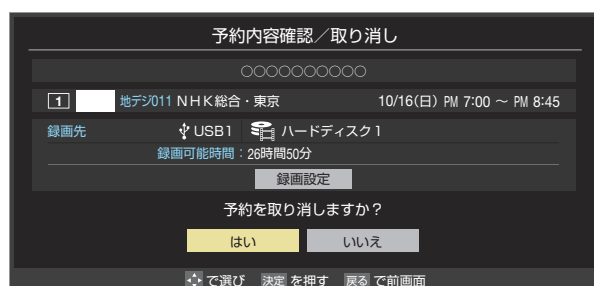 予約内容確認／取り消し
○○○○○○○○○○
1 地デジ011 ＮＨＫ総合・東京 10/16(日) PM 7:00 ～ PM 8:45
録画先 USB1 ハードディスク1
録画可能時間：26時間50分
録画設定
予約を取り消しますか？
はい いいえ
で選び 決定 を押す 戻る で前画面